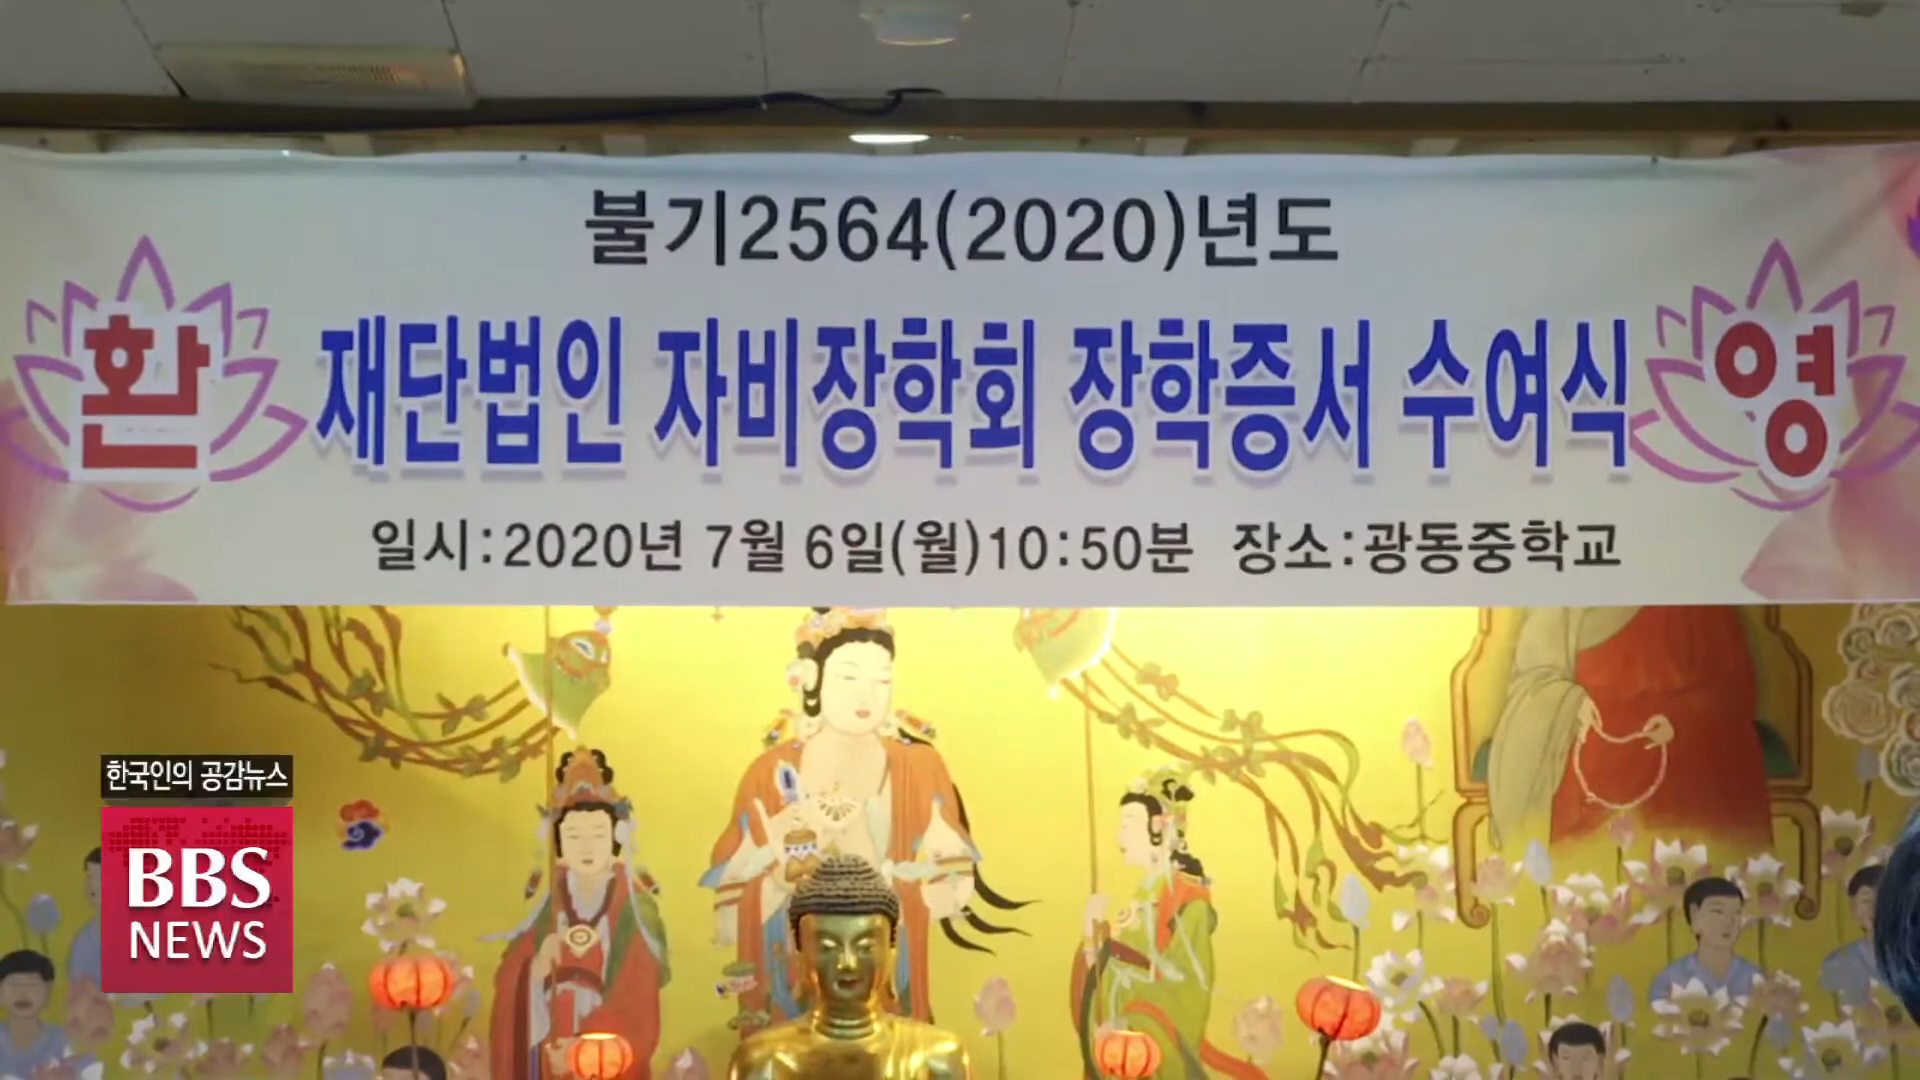 불기2564(2020)년도
환 재단법인 자비장학회 장학증서 수여식 영
일시:2020년 7월 6일(월)10:50분 장소:광동중학교
한국인의 공감뉴스
BBS
NEWS